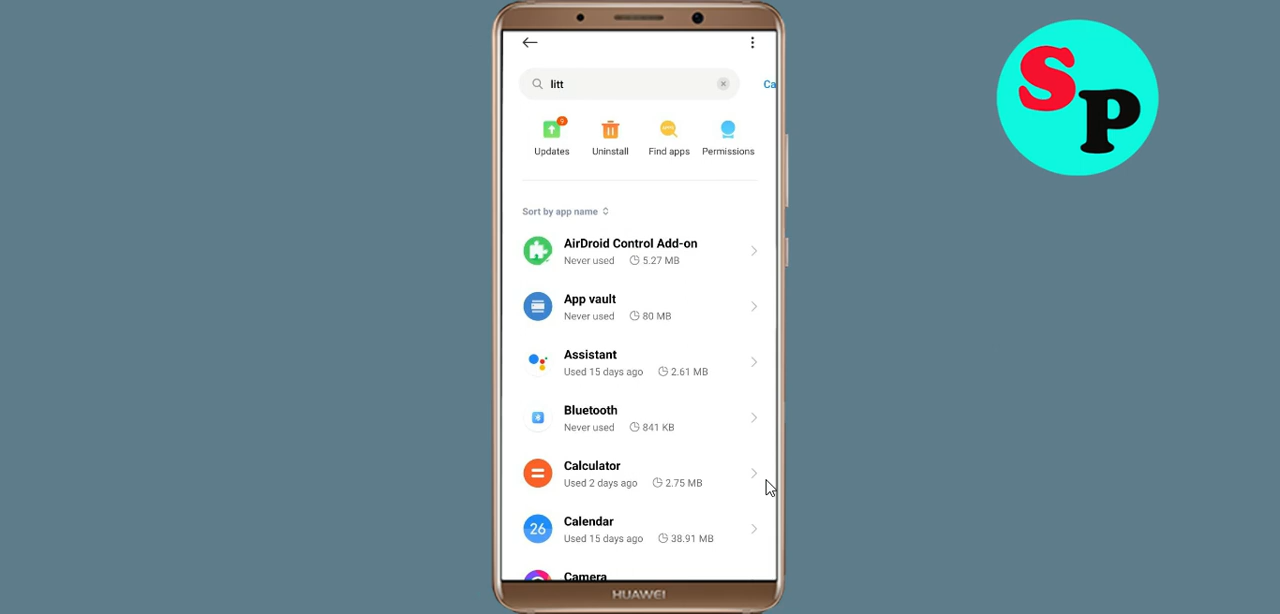 litt
Ca
9
Updates
Uninstall
Find apps
Permissions
Sort by app name
AirDroid Control Add-on
Never used 5.27 MB
App vault
Never used 80 MB
Assistant
Used 15 days ago 2.61 MB
Bluetooth
Never used 841 KB
Calculator
Used 2 days ago 2.75 MB
26
Calendar
Used 15 days ago 38.91 MB
Camera
HUAWEI
SP